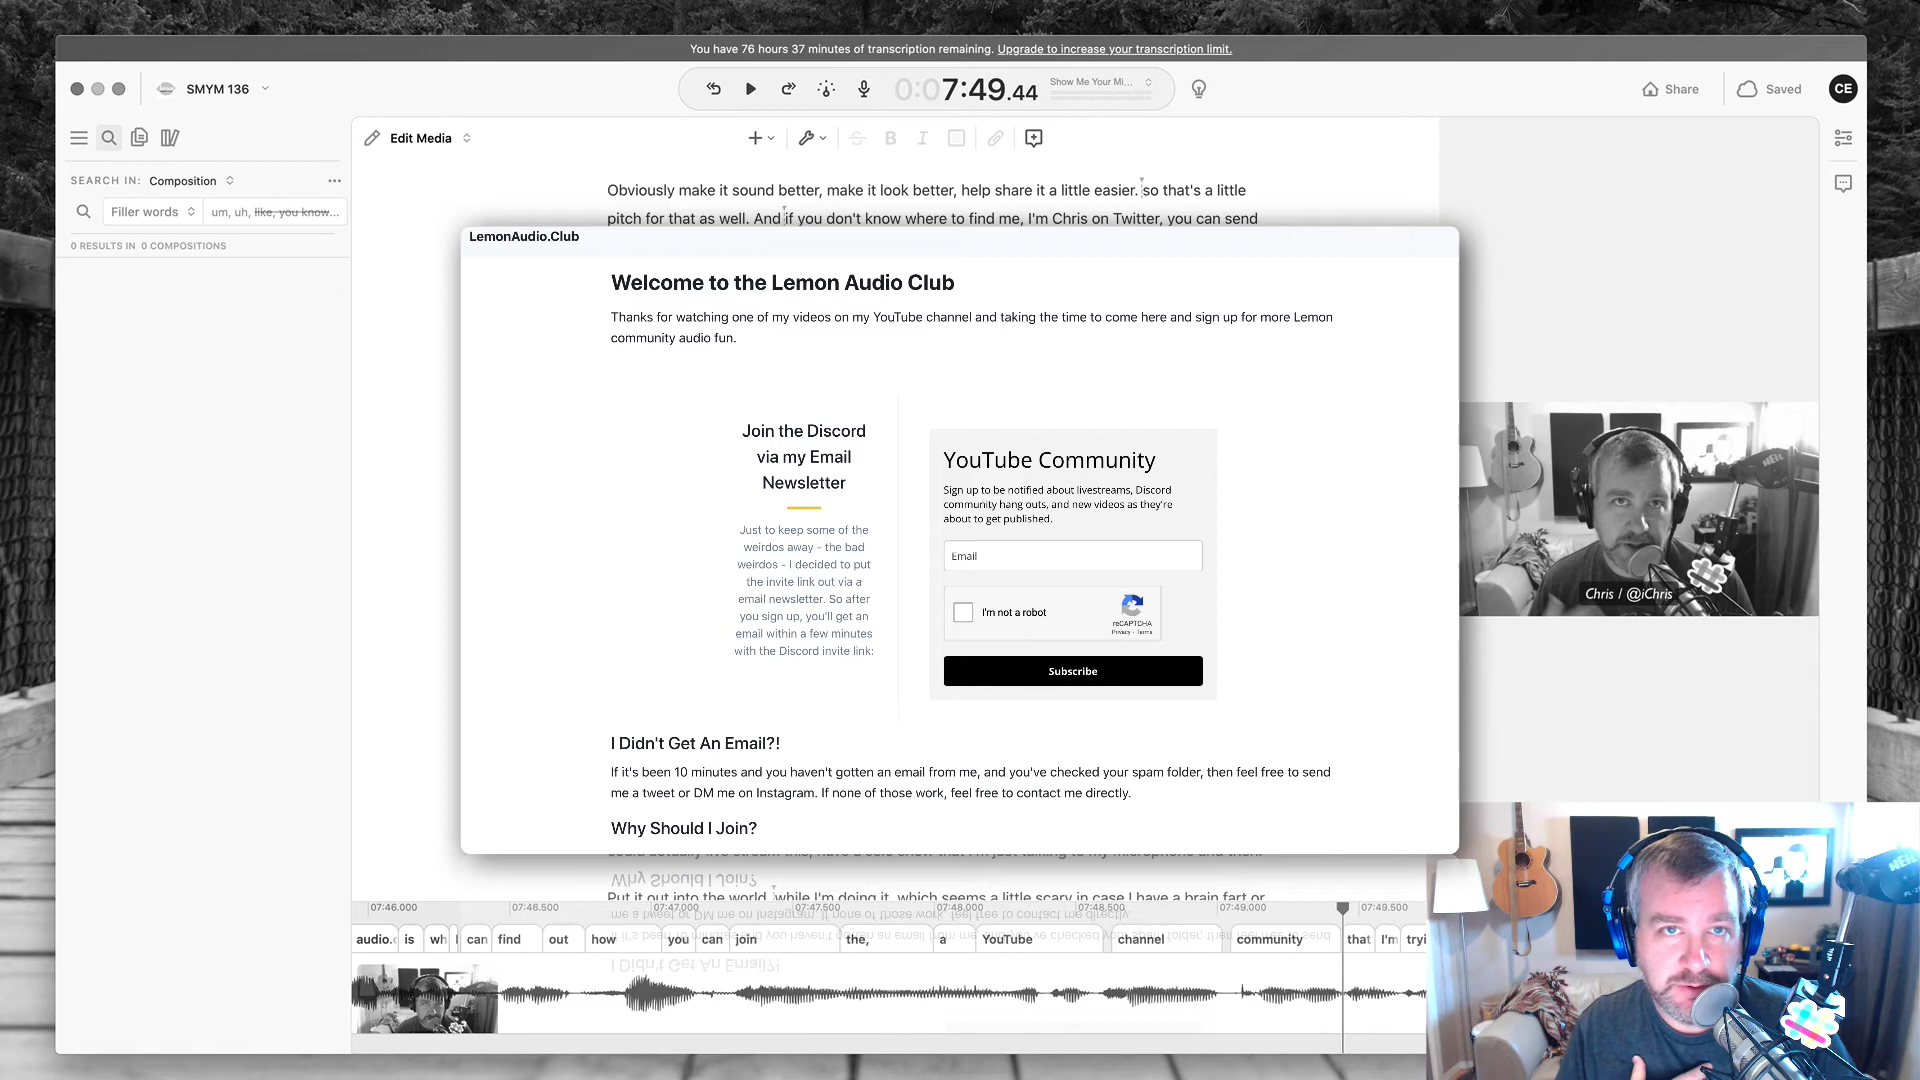 You have 76 hours 37 minutes of transcription remaining. Upgrade to increase your transcription limit.
SMYM 136
0:07:49.44
Show Me Your Mi...
Share
Saved
CE
Edit Media
SEARCH IN: Composition
Filler words
um, uh, like, you know...
0 RESULTS IN 0 COMPOSITIONS
Obviously make it sound better, make it look better, help share it a little easier. so that's a little
pitch for that as well. And if you don't know where to find me, I'm Chris on Twitter, you can send
LemonAudio.Club
Welcome to the Lemon Audio Club
Thanks for watching one of my videos on my YouTube channel and taking the time to come here and sign up for more Lemon
community audio fun.
Join the Discord
via my Email
Newsletter
Just to keep some of the
weirdos away - the bad
weirdos - I decided to put
the invite link out via a
email newsletter. So after
you sign up, you'll get an
email within a few minutes
with the Discord invite link:
YouTube Community
Sign up to be notified about livestreams, Discord
community hang outs, and new videos as they're
about to get published.
Email
I'm not a robot
reCAPTCHA
Privacy - Terms
Subscribe
Chris / @iChris
I Didn't Get An Email?!
If it's been 10 minutes and you haven't gotten an email from me, and you've checked your spam folder, then feel free to send
me a tweet or DM me on Instagram. If none of those work, feel free to contact me directly.
Why Should I Join?
Put it out into the world, while I'm doing it, which seems a little scary in case I have a brain fart or
07:46.000 07:46.500 07:47.000 07:47.500 07:48.000 07:48.500 07:49.000 07:49.500
audio. is wh I can find out how you can join the, a YouTube channel community that I'm tryi